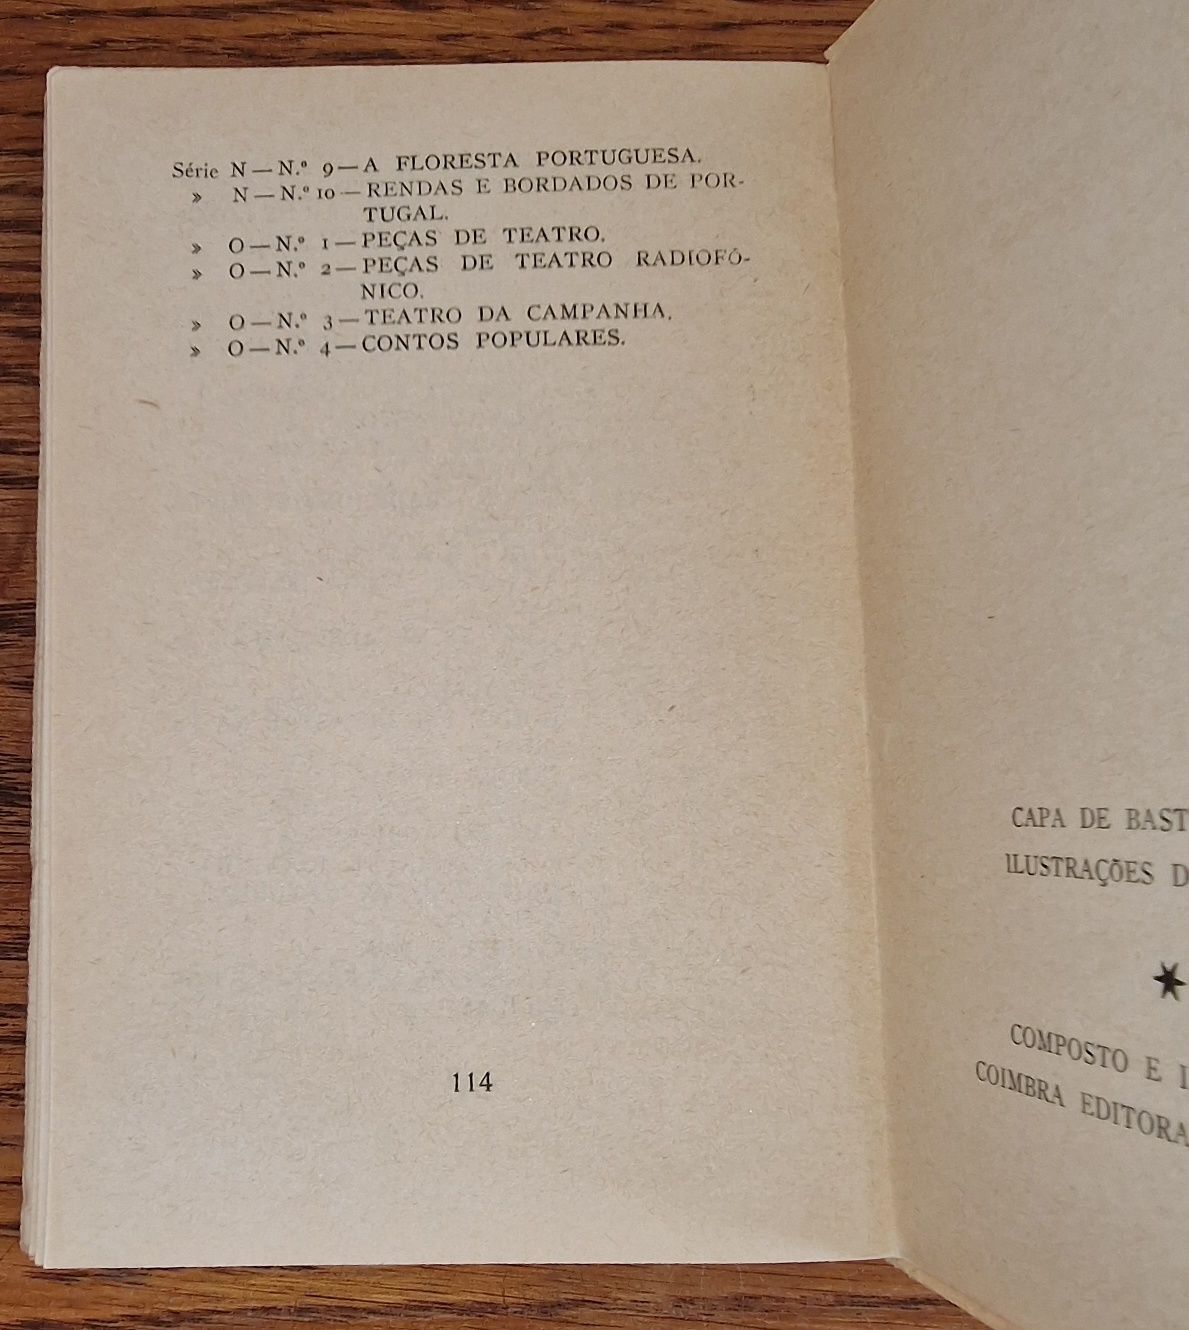 Série N — N.º 9 — A FLORESTA PORTUGUESA.
» N — N.º 10 — RENDAS E BORDADOS DE POR-
TUGAL.
» O — N.º 1 — PEÇAS DE TEATRO.
» O — N.º 2 — PEÇAS DE TEATRO RADIOFÓ-
NICO.
» O — N.º 3 — TEATRO DA CAMPANHA.
» O — N.º 4 — CONTOS POPULARES.
114
CAPA DE BAST
ILUSTRAÇÕES D
COMPOSTO E I
COIMBRA EDITORA